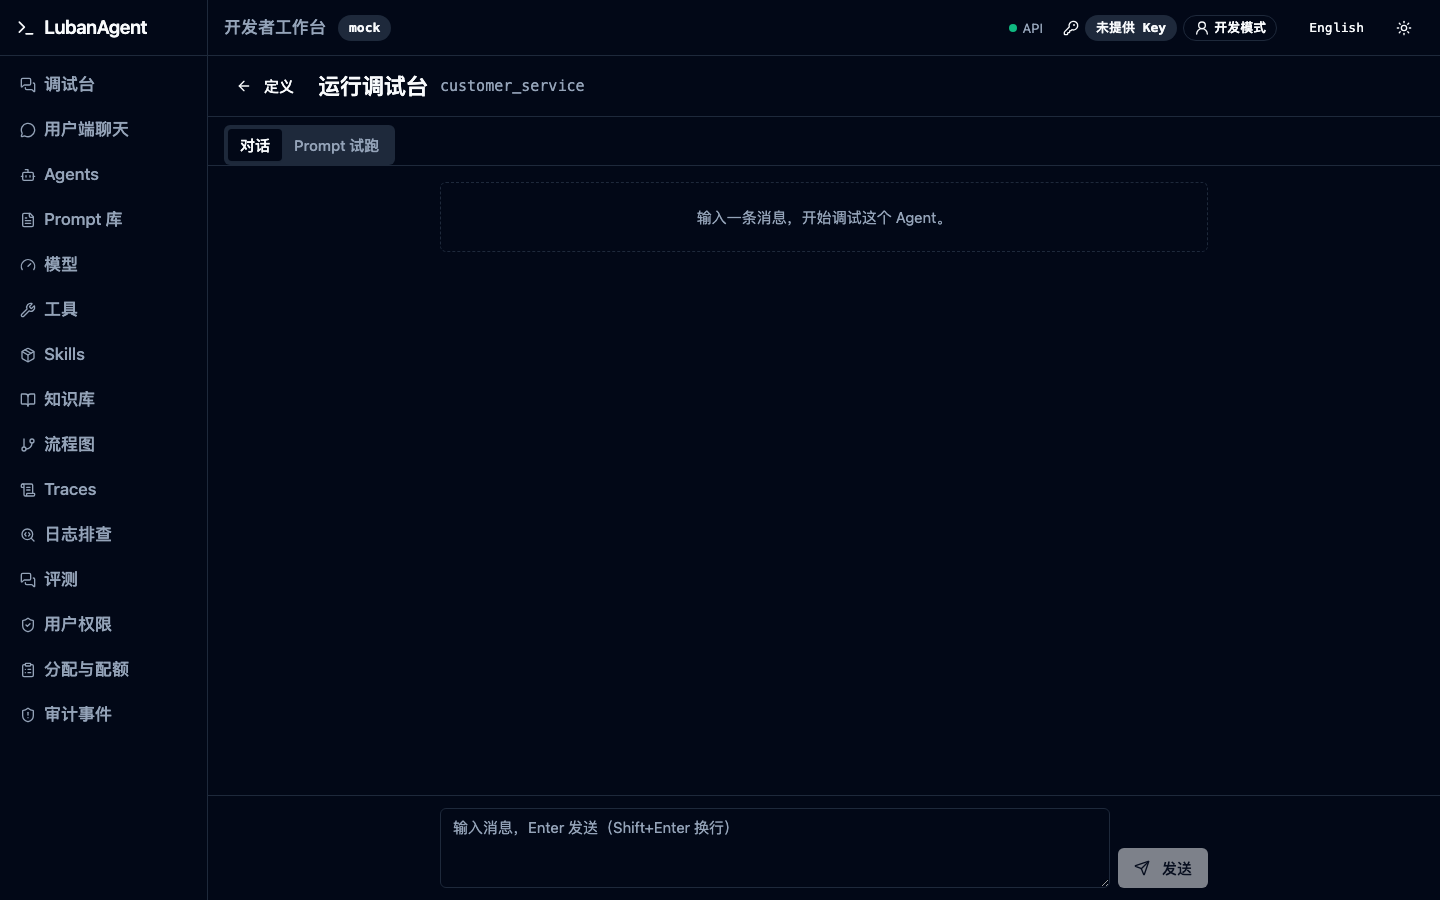 LubanAgent
开发者工作台
mock
API
未提供 Key
开发模式
English
调试台
用户端聊天
Agents
Prompt 库
模型
工具
Skills
知识库
流程图
Traces
日志排查
评测
用户权限
分配与配额
审计事件
定义
运行调试台
customer_service
对话
Prompt 试跑
输入一条消息，开始调试这个 Agent。
输入消息，Enter 发送（Shift+Enter 换行）
发送